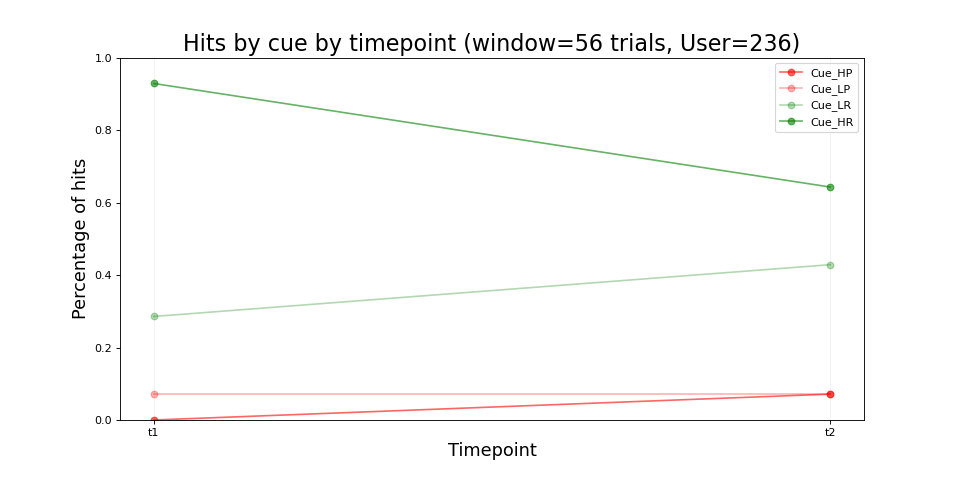 Hits by cue by timepoint (window=56 trials, User=236)
Percentage of hits
1.0
0.8
0.6
0.4
0.2
0.0
Cue_HP
Cue_LP
Cue_LR
Cue_HR
t1
t2
Timepoint